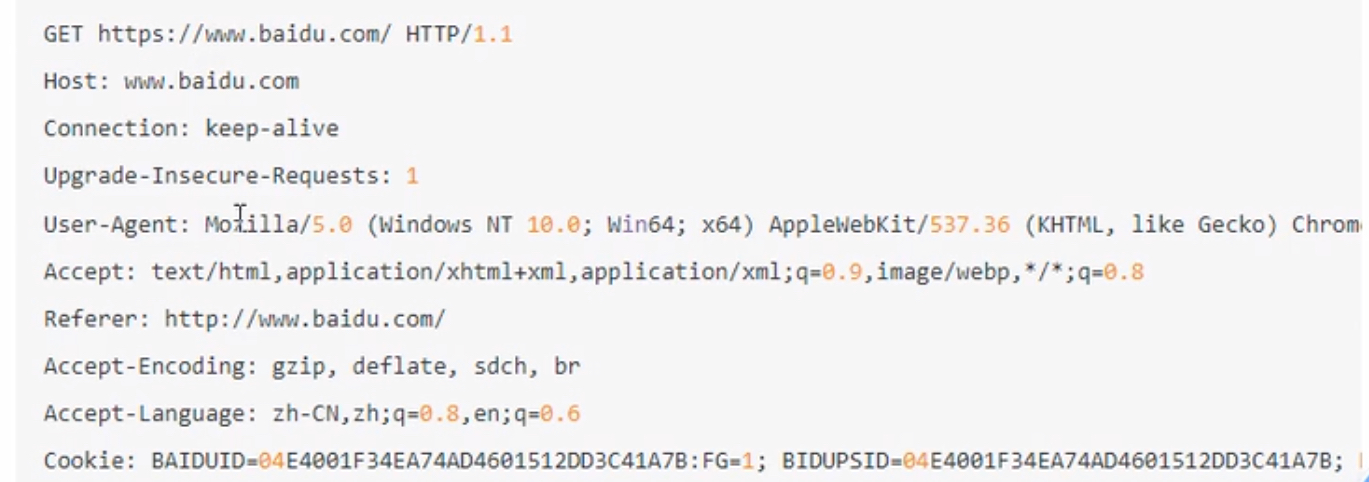 GET https://www.baidu.com/ HTTP/1.1
Host: www.baidu.com
Connection: keep-alive
Upgrade-Insecure-Requests: 1
User-Agent: Mozilla/5.0 (Windows NT 10.0; Win64; x64) AppleWebKit/537.36 (KHTML, like Gecko) Chrom
Accept: text/html,application/xhtml+xml,application/xml;q=0.9,image/webp,*/*;q=0.8
Referer: http://www.baidu.com/
Accept-Encoding: gzip, deflate, sdch, br
Accept-Language: zh-CN,zh;q=0.8,en;q=0.6
Cookie: BAIDUID=04E4001F34EA74AD4601512DD3C41A7B:FG=1; BIDUPSID=04E4001F34EA74AD4601512DD3C41A7B;